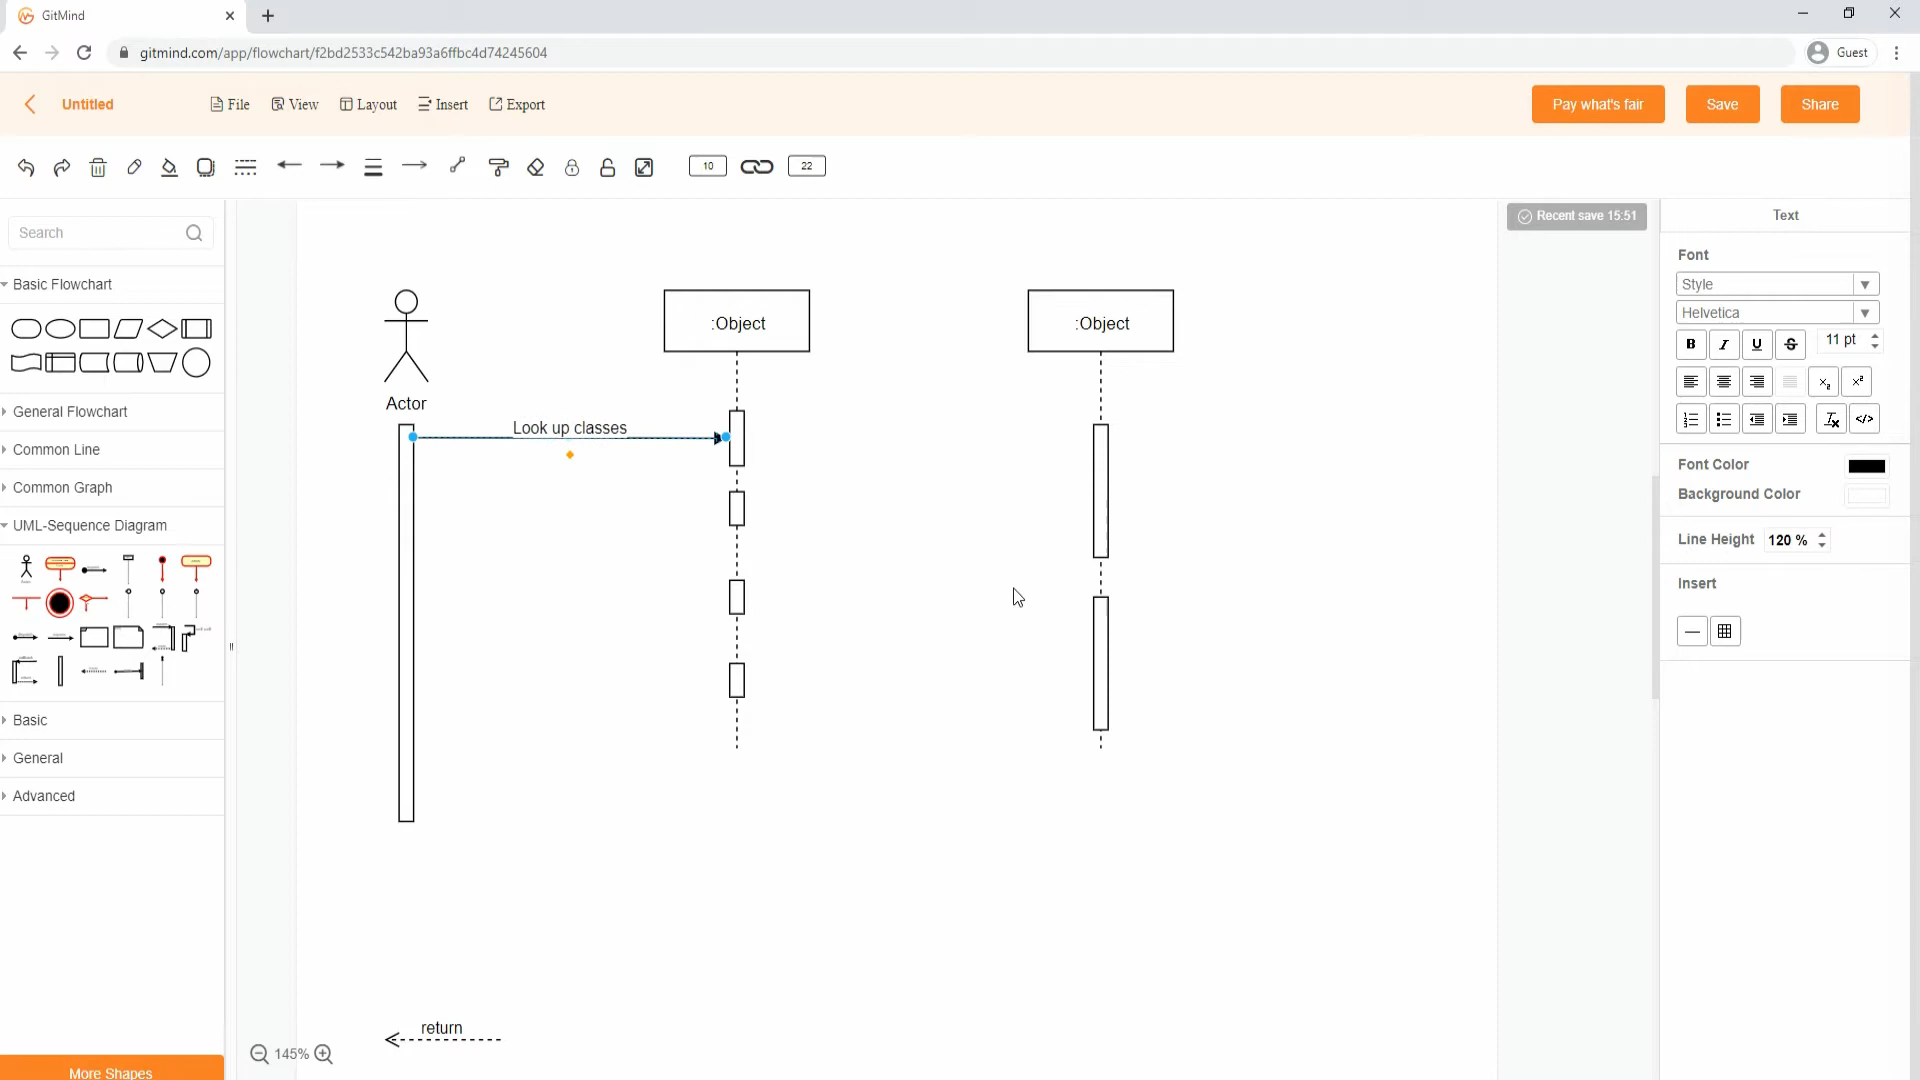 GitMind
gitmind.com/app/flowchart/f2bd2533c542ba93a6ffbc4d74245604
Guest
Untitled
File
View
Layout
Insert
Export
Pay what's fair
Save
Share
10
22
Search
Recent save 15:51
Text
Basic Flowchart
General Flowchart
Common Line
Common Graph
UML-Sequence Diagram
Basic
General
Advanced
More Shapes
:Object
:Object
Actor
Look up classes
return
145%
Font
Style
Helvetica
B I U S 11 pt
Font Color
Background Color
Line Height 120 %
Insert